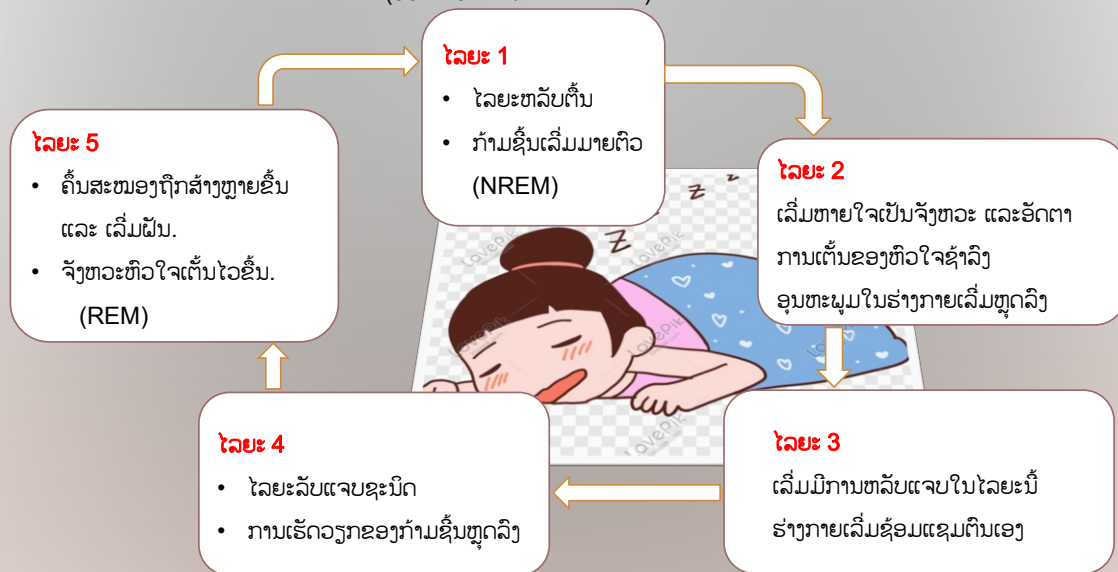 ໄລຍະ 1
• ໄລຍະຫລັບຕື້ນ
• ກ້າມຊີ້ນເລີ່ມມາຍຕົວ
(NREM)
ໄລຍະ 2
ເລີ່ມຫາຍໃຈເປັນຈັງຫວະ ແລະອັດຕາ
ການເຕັ້ນຂອງຫົວໃຈຊ້າລົງ
ອຸນຫະພູມໃນຮ່າງກາຍເລີ່ມຫຼຸດລົງ
ໄລຍະ 3
ເລີ່ມມີການຫລັບແຈບໃນໄລຍະນີ້
ຮ່າງກາຍເລີ່ມຊ້ອມແຊມຕົນເອງ
ໄລຍະ 4
• ໄລຍະລັບແຈບຊະນິດ
• ການເຮັດວຽກຂອງກ້າມຊີ້ນຫຼຸດລົງ
ໄລຍະ 5
• ຄຶ້ນສະໝອງຖືກສ້າງຫຼາຍຂື້ນ
ແລະ ເລີ່ມຝັນ.
• ຈັງຫວະຫົວໃຈເຕັ້ນໄວຂື້ນ.
(REM)
z
z
Z
Lovepik
Lovepik
Lovepik
Lovepik